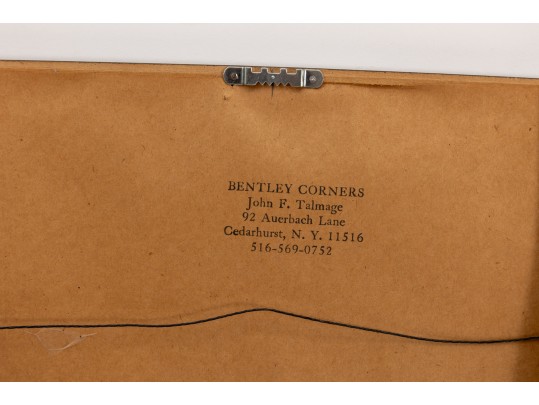 BENTLEY CORNERS
John F. Talmage
92 Auerbach Lane
Cedarhurst, N. Y. 11516
516-569-0752